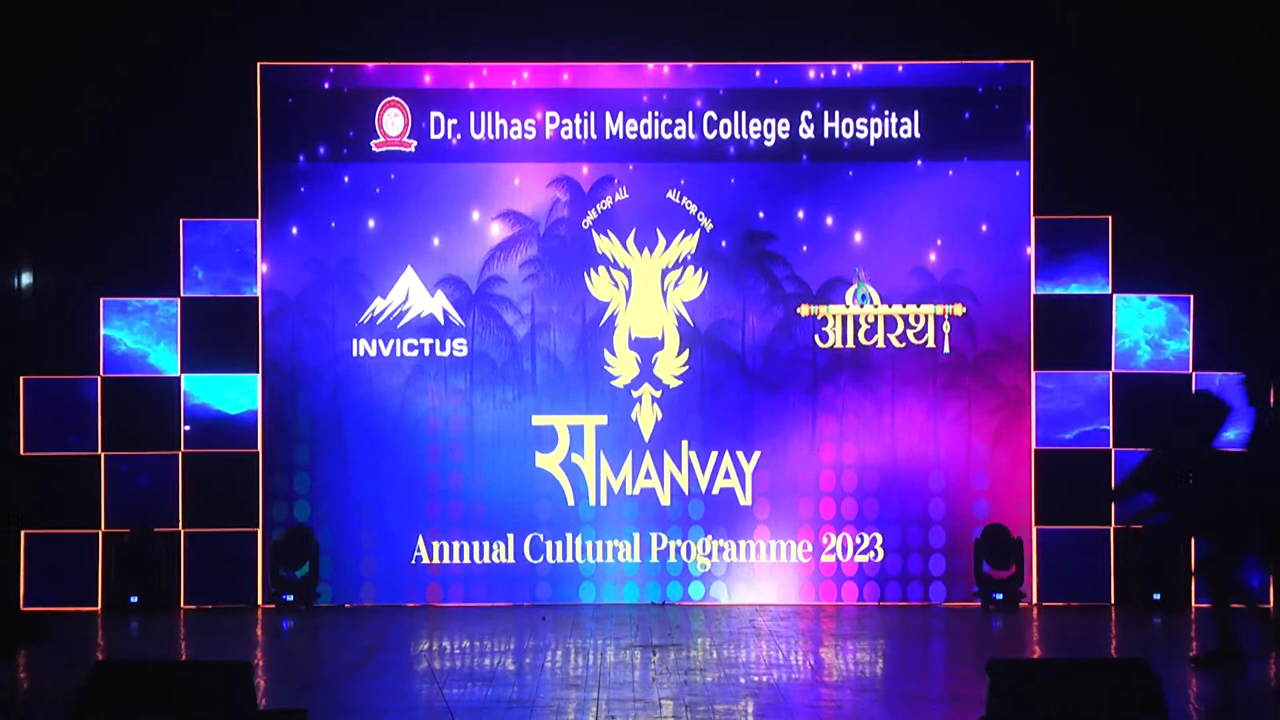 Dr. Ulhas Patil Medical College & Hospital
ONE FOR ALL ALL FOR ONE
INVICTUS
अधिरथ
सMANVAY
Annual Cultural Programme 2023